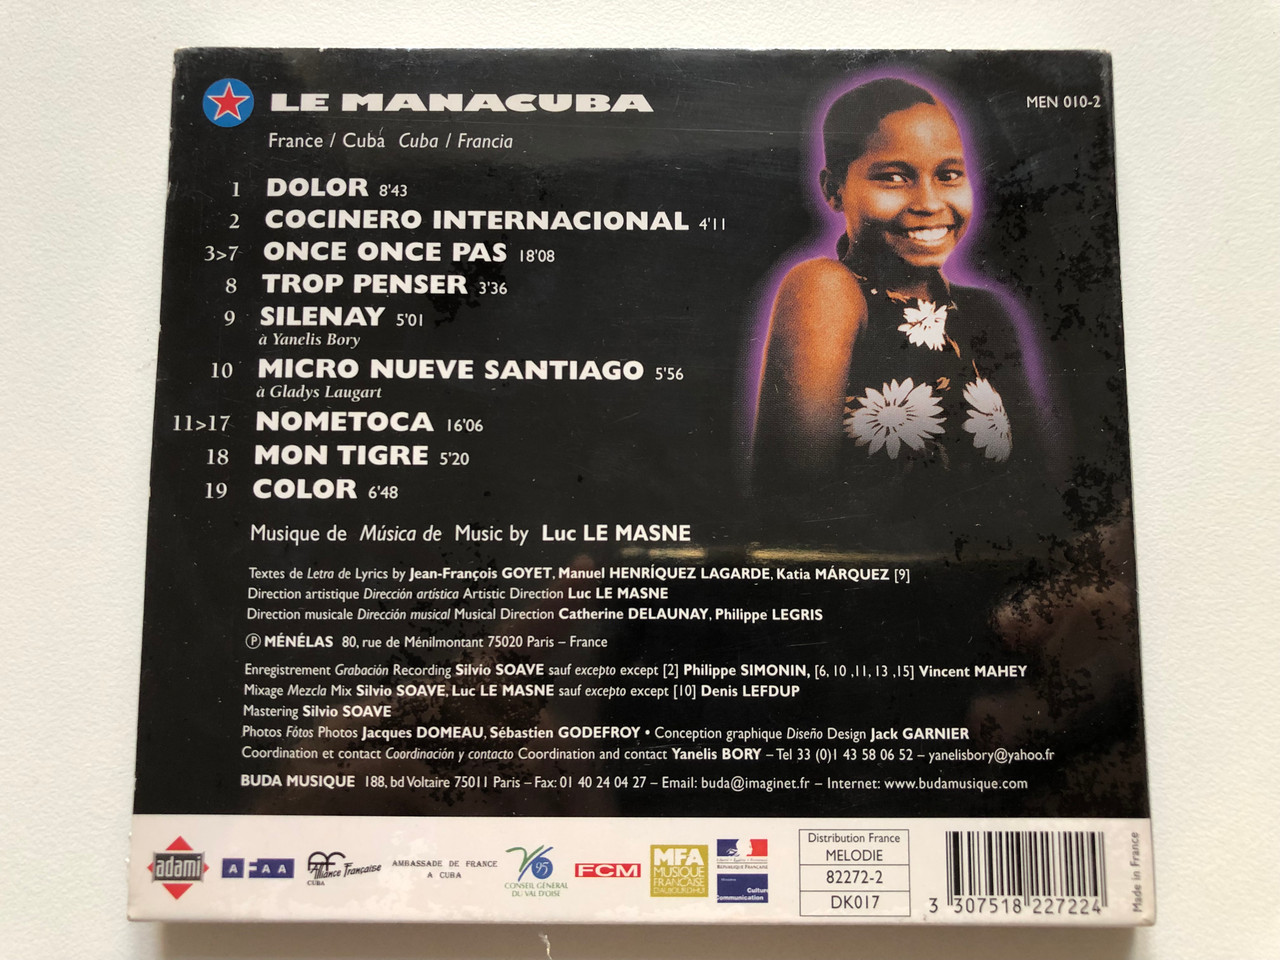 LE MANACUBA
MEN 010-2
France / Cuba Cuba / Francia
1 DOLOR 8'43
2 COCINERO INTERNACIONAL 4'11
3>7 ONCE ONCE PAS 18'08
8 TROP PENSER 3'36
9 SILENAY 5'01
à Yanelis Bory
10 MICRO NUEVE SANTIAGO 5'56
à Gladys Laugart
11>17 NOMETOCA 16'06
18 MON TIGRE 5'20
19 COLOR 6'48
Musique de Música de Music by Luc LE MASNE
Textes de Letra de Lyrics by Jean-François GOYET, Manuel HENRÍQUEZ LAGARDE, Katia MÁRQUEZ [9]
Direction artistique Dirección artística Artistic Direction Luc LE MASNE
Direction musicale Dirección musical Musical Direction Catherine DELAUNAY, Philippe LEGRIS
Ⓟ MÉNÉLAS 80, rue de Ménilmontant 75020 Paris – France
Enregistrement Grabación Recording Silvio SOAVE sauf excepto except [2] Philippe SIMONIN, [6, 10 ,11, 13 ,15] Vincent MAHEY
Mixage Mezcla Mix Silvio SOAVE, Luc LE MASNE sauf excepto except [10] Denis LEFDUP
Mastering Silvio SOAVE
Photos Fótos Photos Jacques DOMEAU, Sébastien GODEFROY • Conception graphique Diseño Design Jack GARNIER
Coordination et contact Coordinación y contacto Coordination and contact Yanelis BORY – Tel 33 (0)1 43 58 06 52 – yanelisbory@yahoo.fr
BUDA MUSIQUE 188, bd Voltaire 75011 Paris – Fax: 01 40 24 04 27 – Email: buda@imaginet.fr – Internet: www.budamusique.com
adami
AFAA
Alliance Française
CUBA
AMBASSADE DE FRANCE
A CUBA
95
CONSEIL GÉNÉRAL
DU VAL D'OISE
FCM
MFA
MUSIQUE
FRANÇAISE
D'AUJOURD'HUI
Liberté • Égalité • Fraternité
RÉPUBLIQUE FRANÇAISE
Culture
Communication
Distribution France
MELODIE
82272-2
DK017
3 307518 227224
Made in France